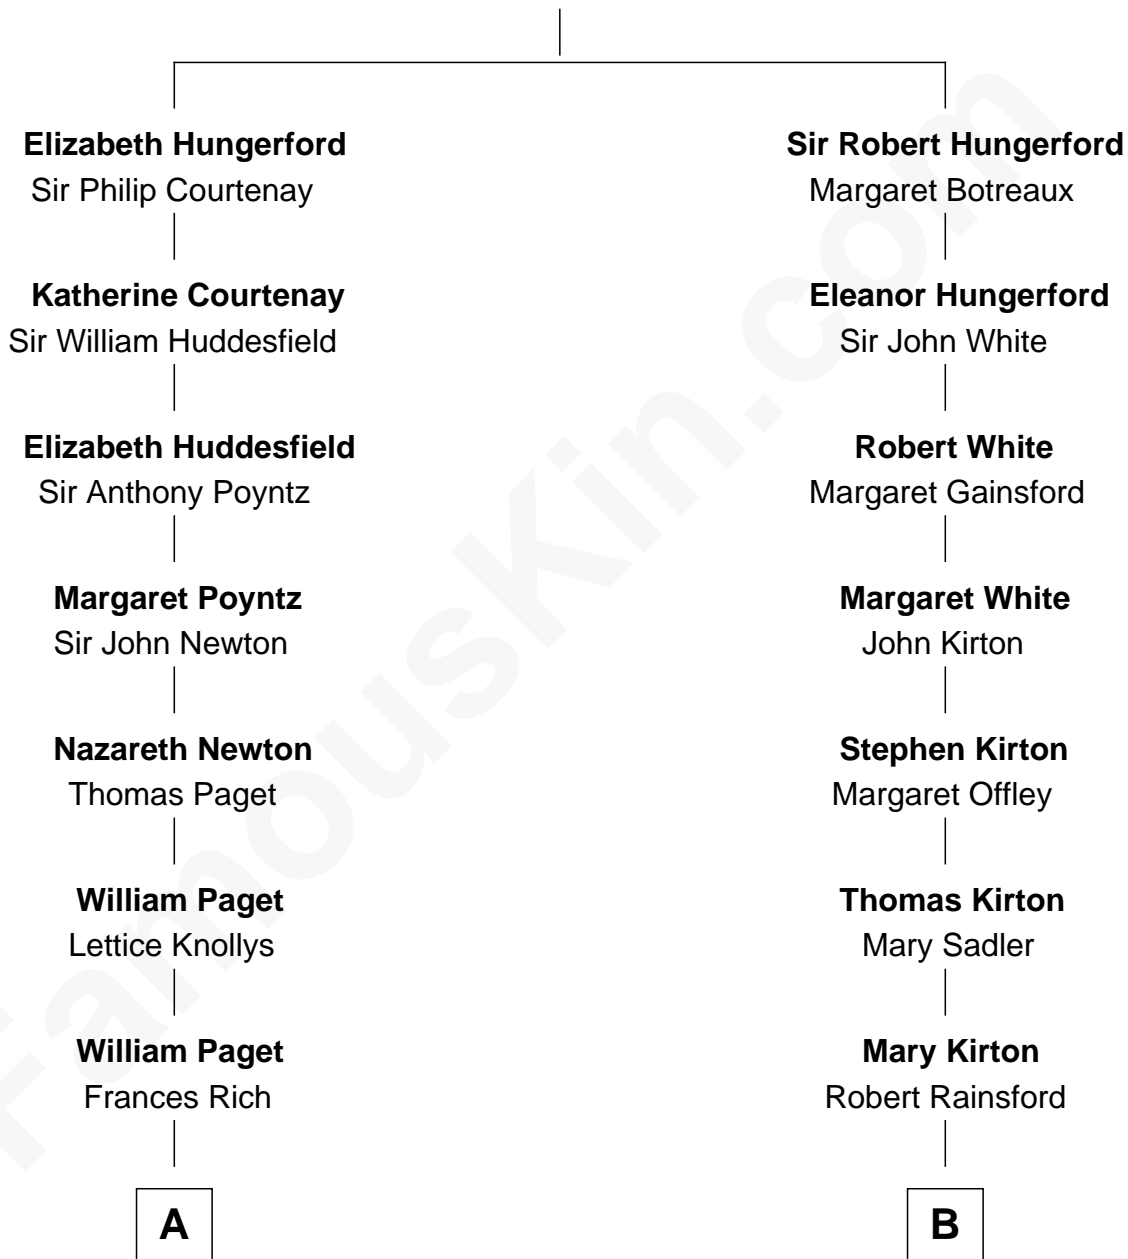 Elizabeth Hungerford
Sir Philip Courtenay
Katherine Courtenay
Sir William Huddesfield
Elizabeth Huddesfield
Sir Anthony Poyntz
Margaret Poyntz
Sir John Newton
Nazareth Newton
Thomas Paget
William Paget
Lettice Knollys
William Paget
Frances Rich
A
Sir Robert Hungerford
Margaret Botreaux
Eleanor Hungerford
Sir John White
Robert White
Margaret Gainsford
Margaret White
John Kirton
Stephen Kirton
Margaret Offley
Thomas Kirton
Mary Sadler
Mary Kirton
Robert Rainsford
B
FamousKin.com